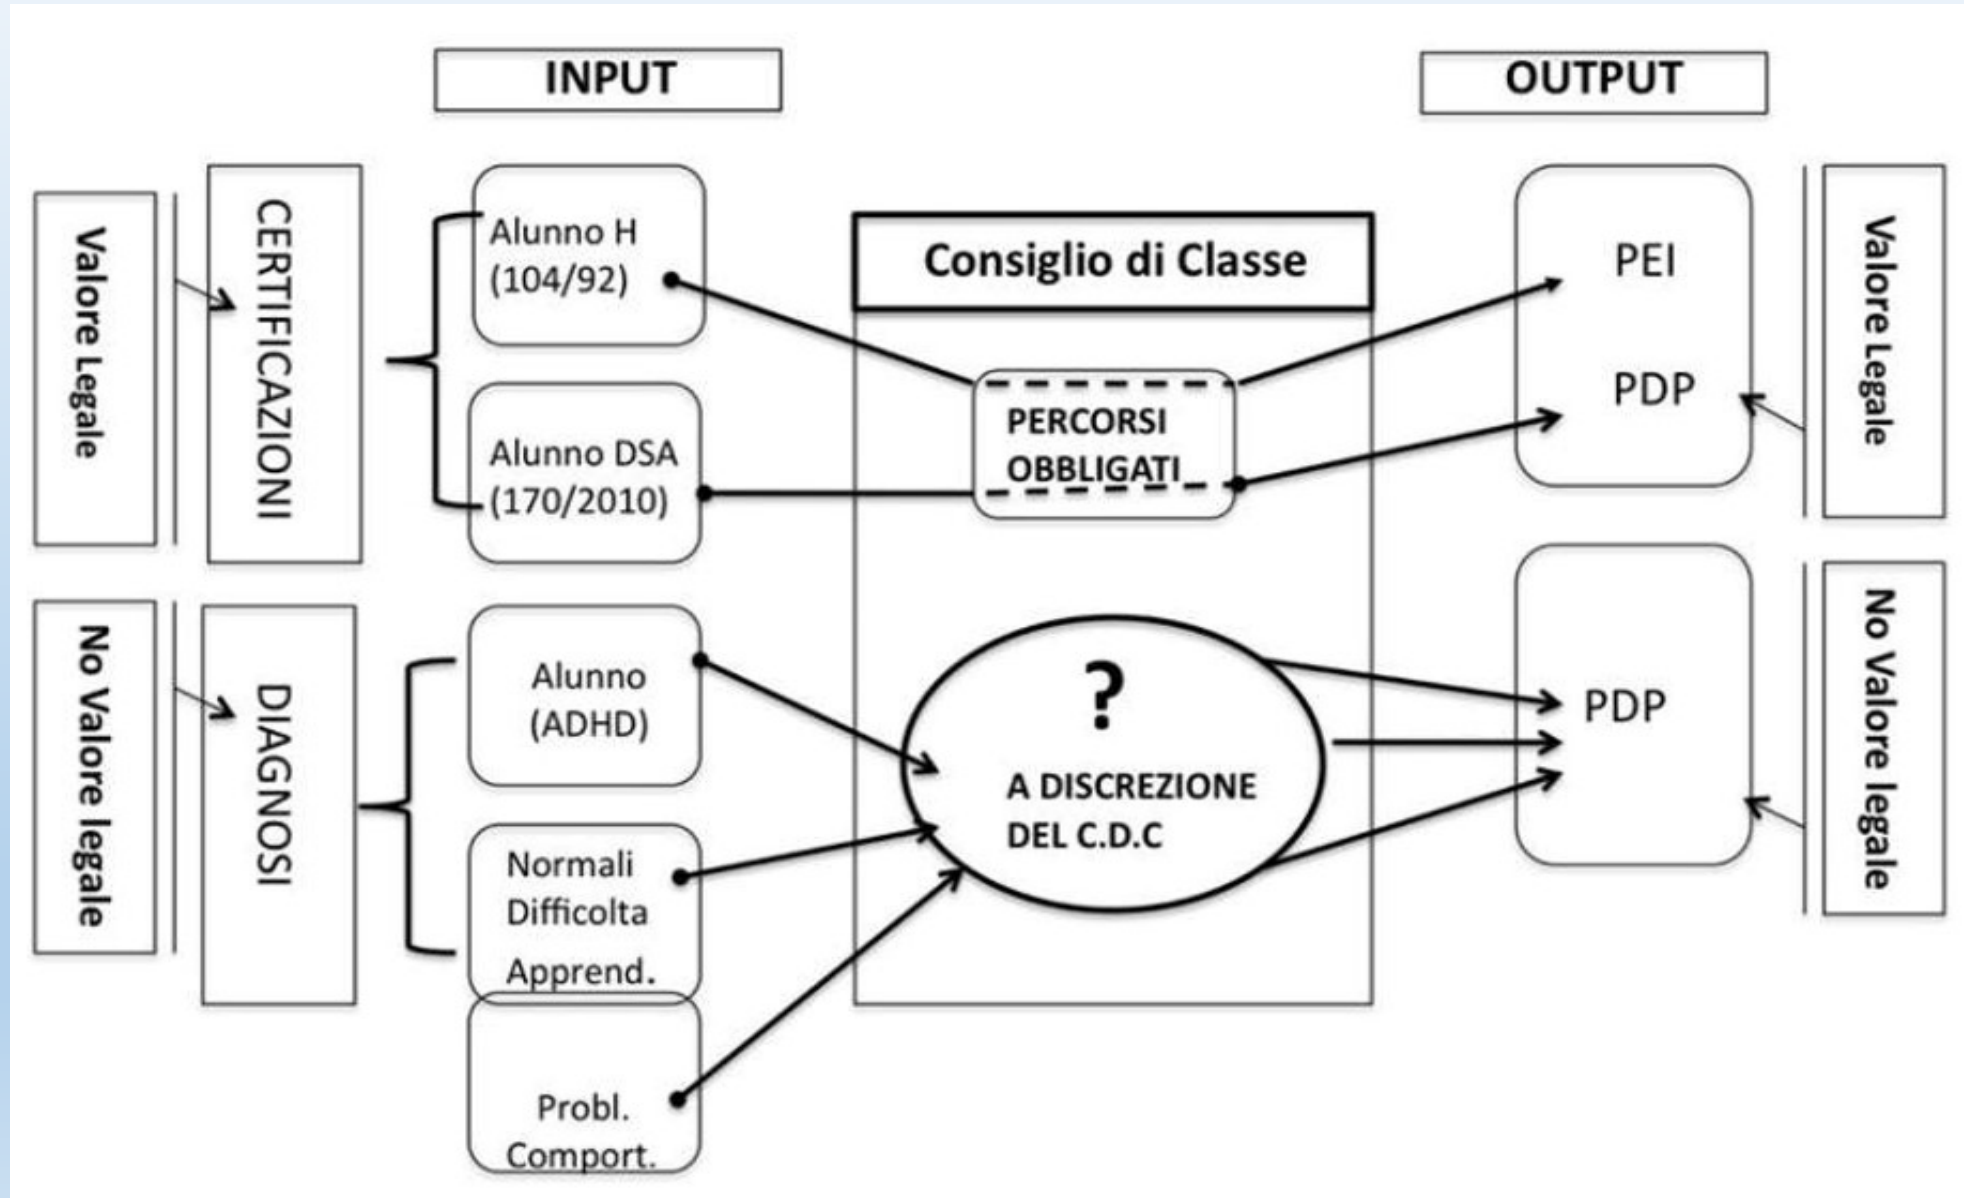 INPUT
OUTPUT
Valore Legale
CERTIFICAZIONI
Alunno H
(104/92)
Alunno DSA
(170/2010)
Consiglio di Classe
PERCORSI
OBBLIGATI
PEI
PDP
Valore Legale
No Valore legale
DIAGNOSI
Alunno
(ADHD)
Normali
Difficolta
Apprend.
Probl.
Comport.
?
A DISCREZIONE
DEL C.D.C
PDP
No Valore legale